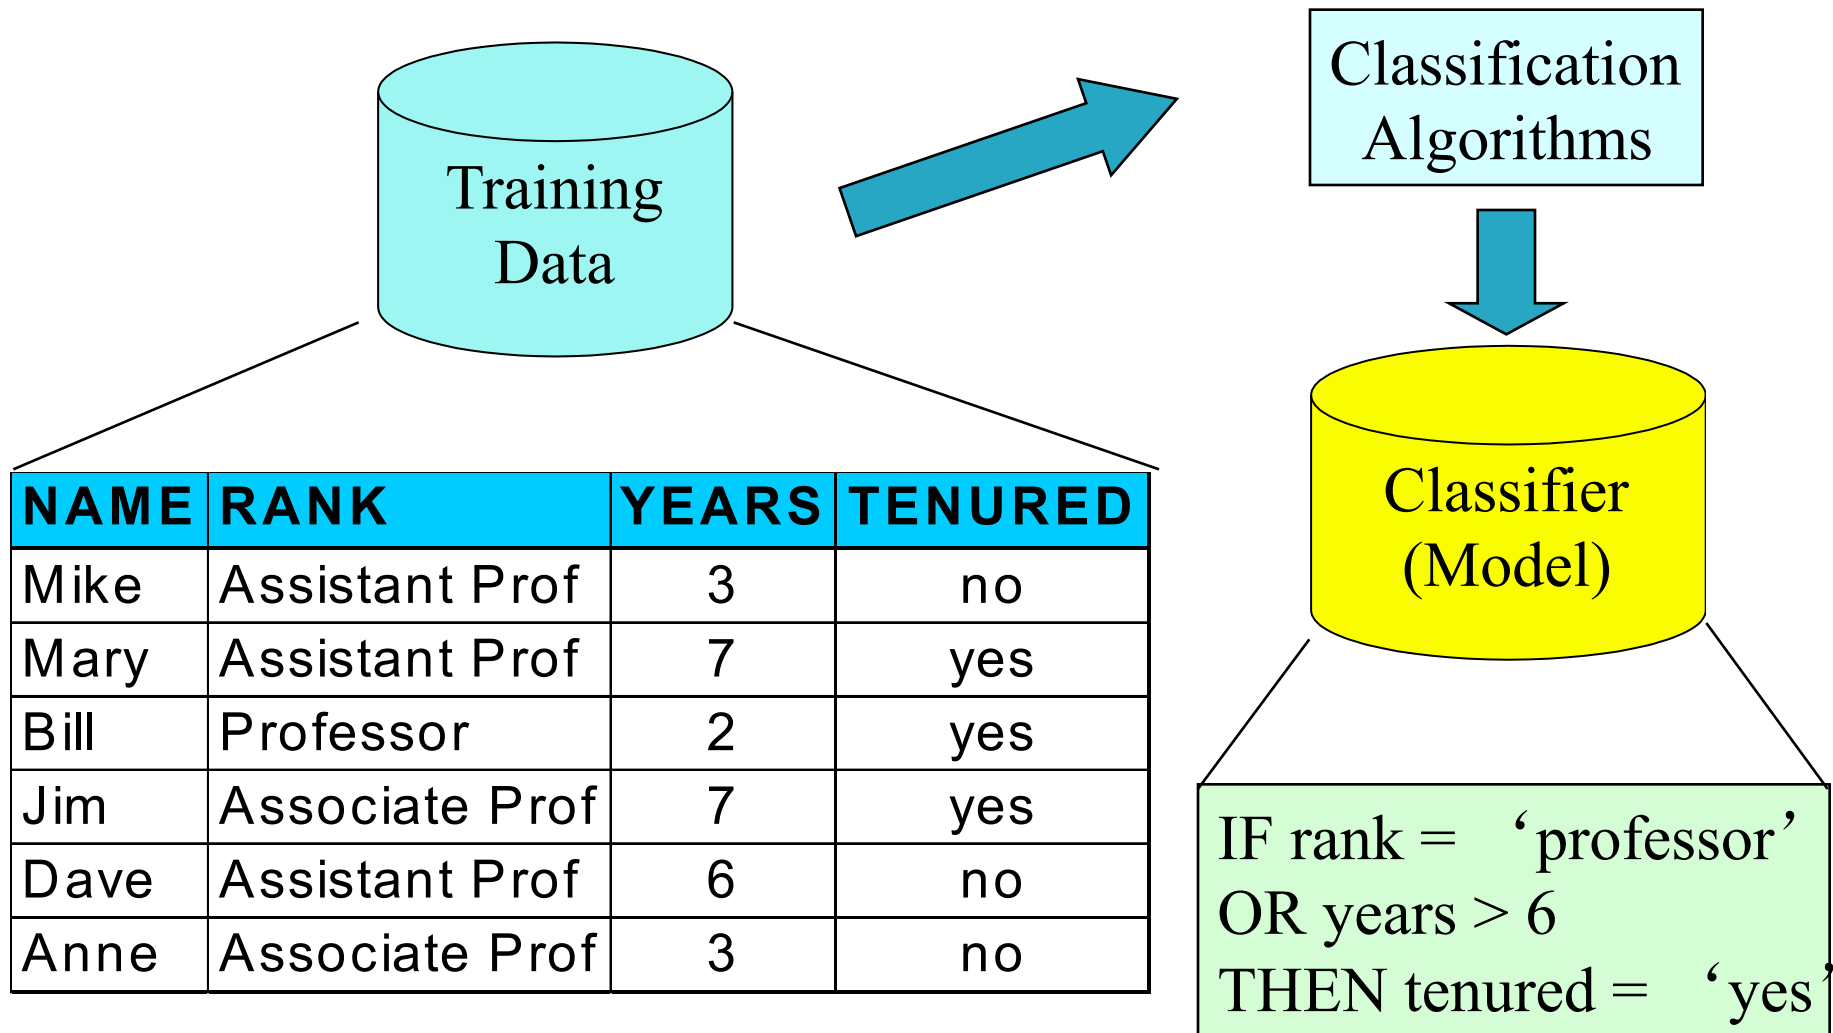 Training
Data
Classification
Algorithms
Classifier
(Model)
NAME RANK YEARS TENURED
Mike Assistant Prof 3 no
Mary Assistant Prof 7 yes
Bill Professor 2 yes
Jim Associate Prof 7 yes
Dave Assistant Prof 6 no
Anne Associate Prof 3 no
IF rank = ‘professor’
OR years > 6
THEN tenured = ‘yes’